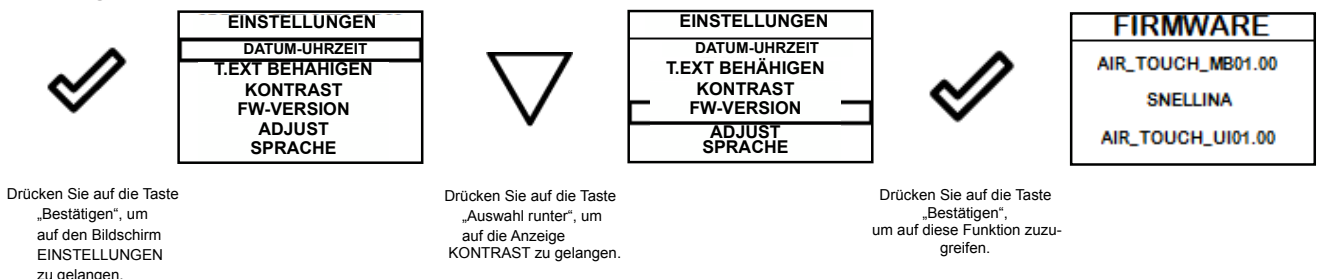 EINSTELLUNGEN
DATUM-UHRZEIT
T.EXT BEHAHIGEN
KONTRAST
FW-VERSION
ADJUST
SPRACHE
EINSTELLUNGEN
DATUM-UHRZEIT
T.EXT BEHÄHIGEN
KONTRAST
FW-VERSION
ADJUST
SPRACHE
FIRMWARE
AIR_TOUCH_MB01.00
SNELLINA
AIR_TOUCH_UI01.00
Drücken Sie auf die Taste
„Bestätigen“, um
auf den Bildschirm
EINSTELLUNGEN
zu gelangen.
Drücken Sie auf die Taste
„Auswahl runter“, um
auf die Anzeige
KONTRAST zu gelangen.
Drücken Sie auf die Taste
„Bestätigen“,
um auf diese Funktion zuzu-
greifen.